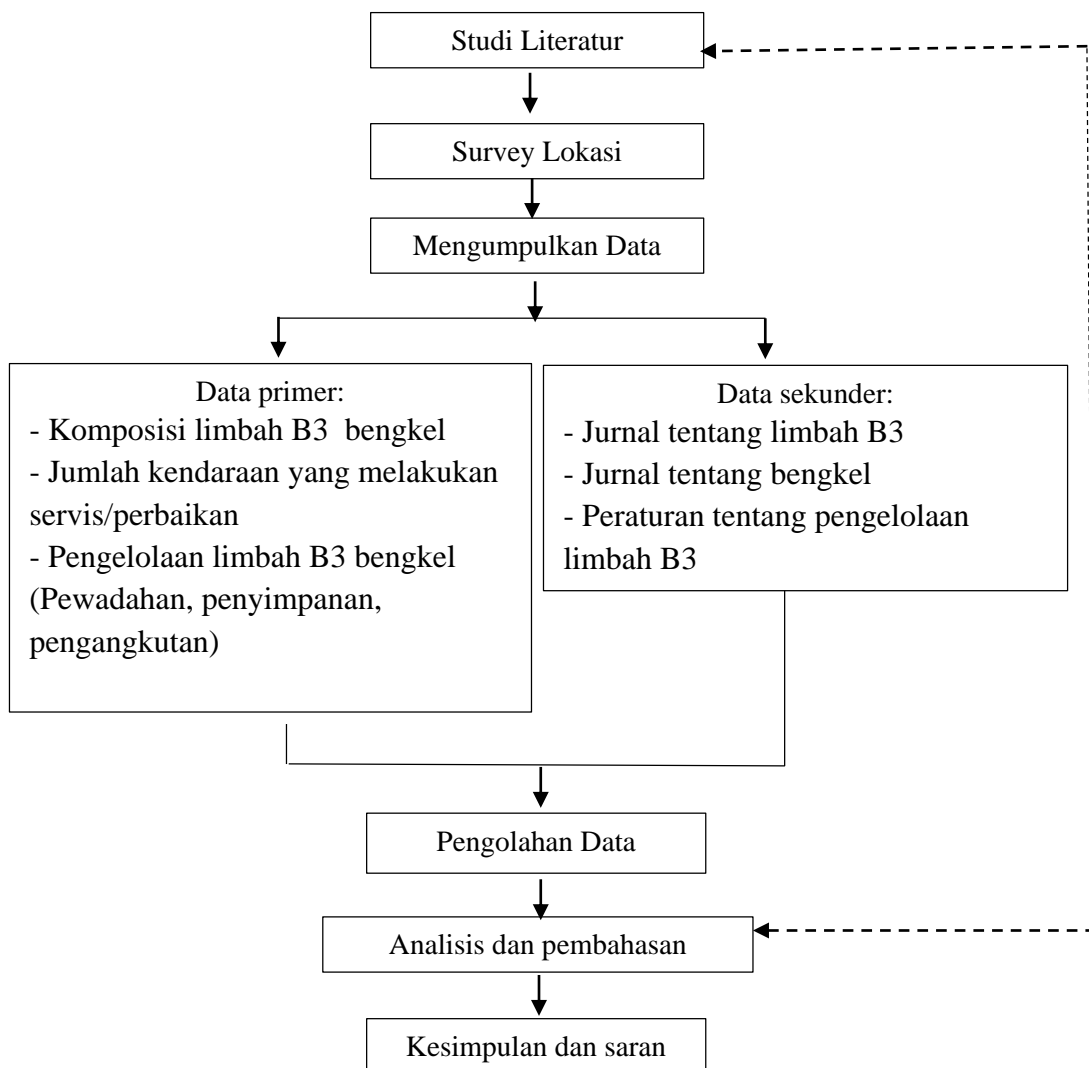 Studi Literatur
Survey Lokasi
Mengumpulkan Data
Data primer:
- Komposisi limbah B3  bengkel
- Jumlah kendaraan yang melakukan
servis/perbaikan
- Pengelolaan limbah B3 bengkel
(Pewadahan, penyimpanan,
pengangkutan)
Data sekunder:
- Jurnal tentang limbah B3
- Jurnal tentang bengkel
- Peraturan tentang pengelolaan
limbah B3
Pengolahan Data
Analisis dan pembahasan
Kesimpulan dan saran